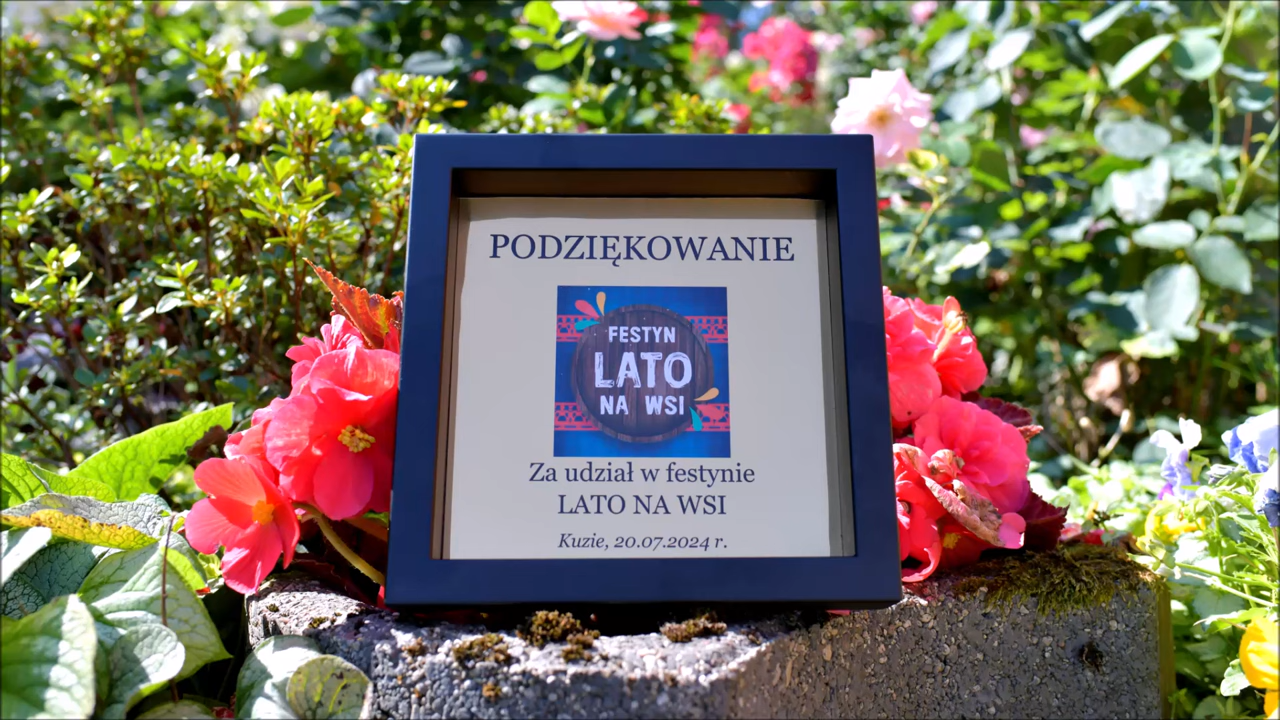 PODZIĘKOWANIE
FESTYN
LATO
NA WSI
Za udział w festynie
LATO NA WSI
Kuzie, 20.07.2024 r.